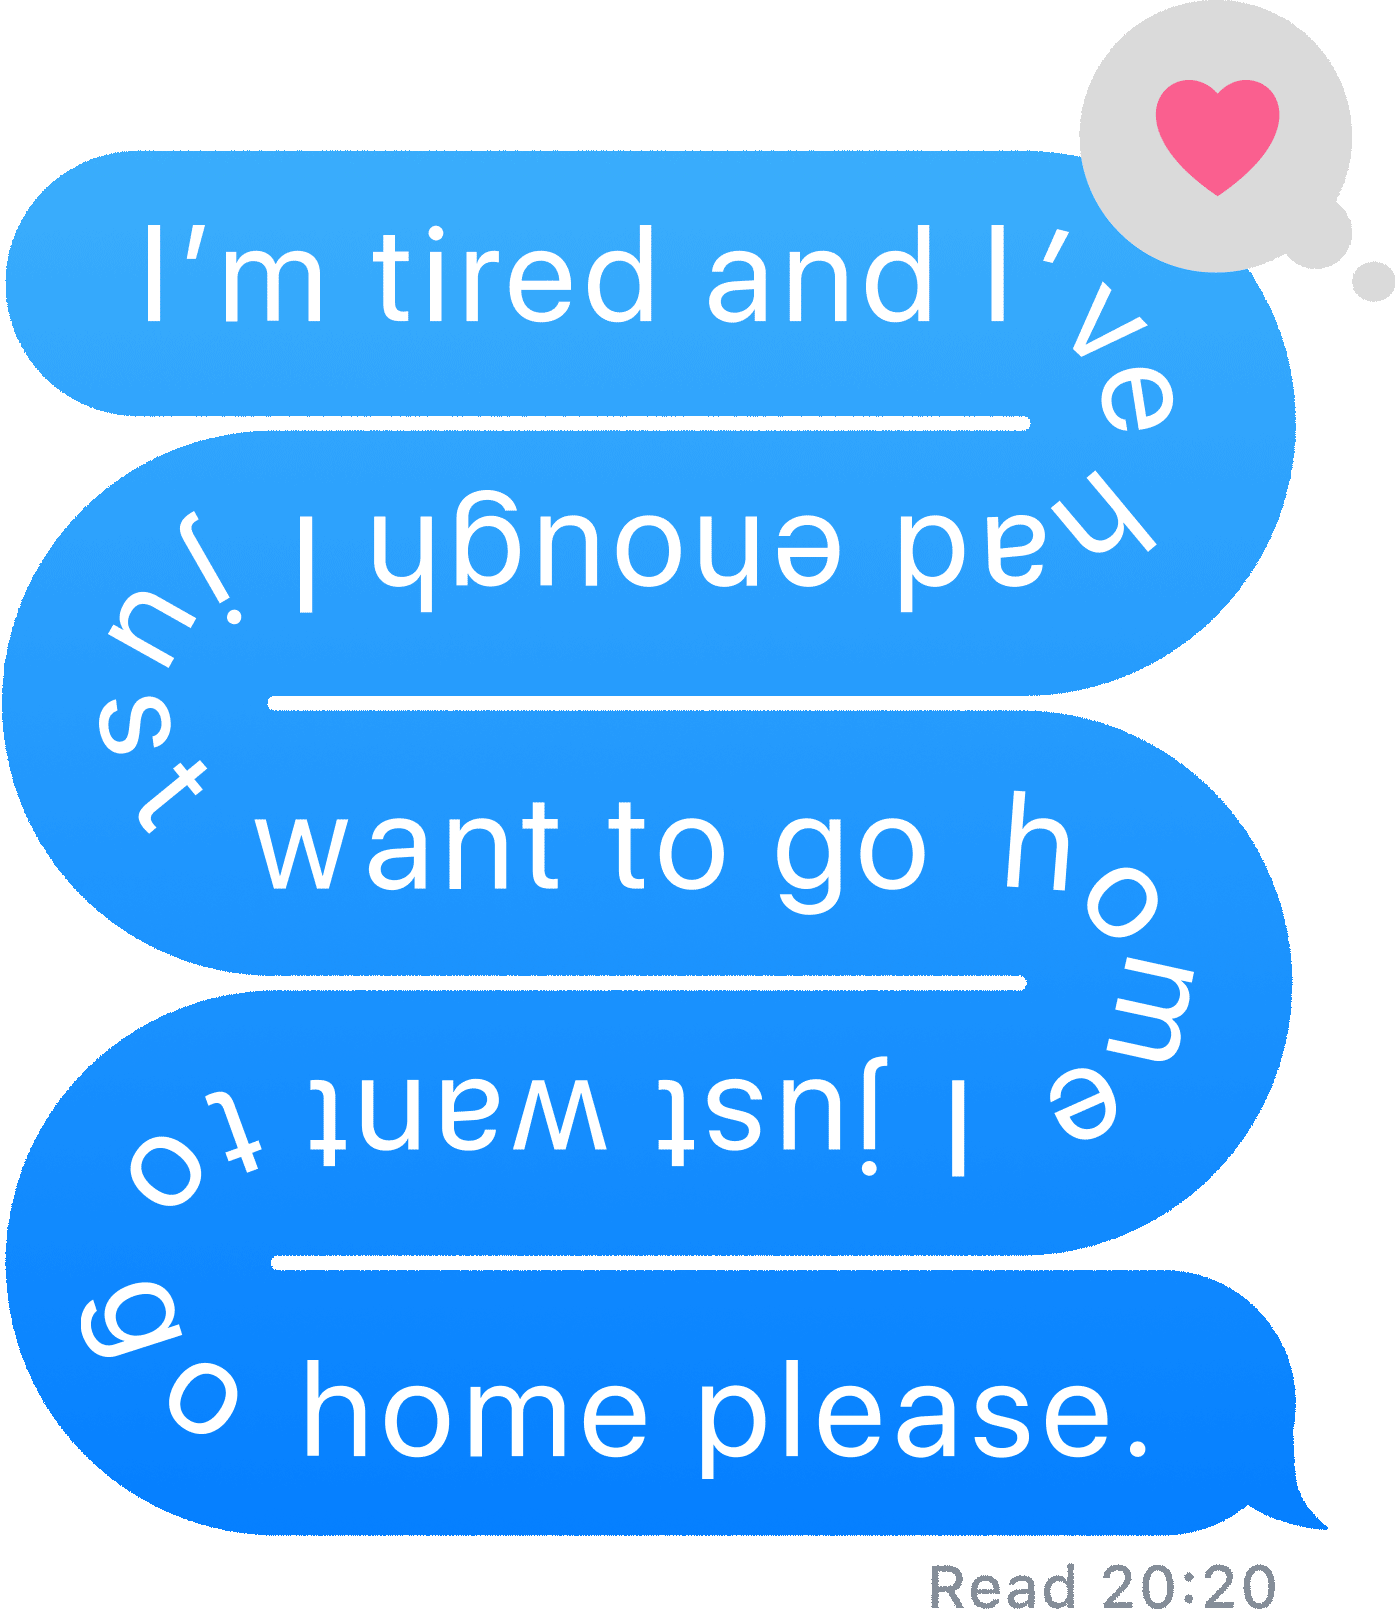 I'm tired and I've
had enough I just
want to go home
I just want to go
home please.
Read 20:20